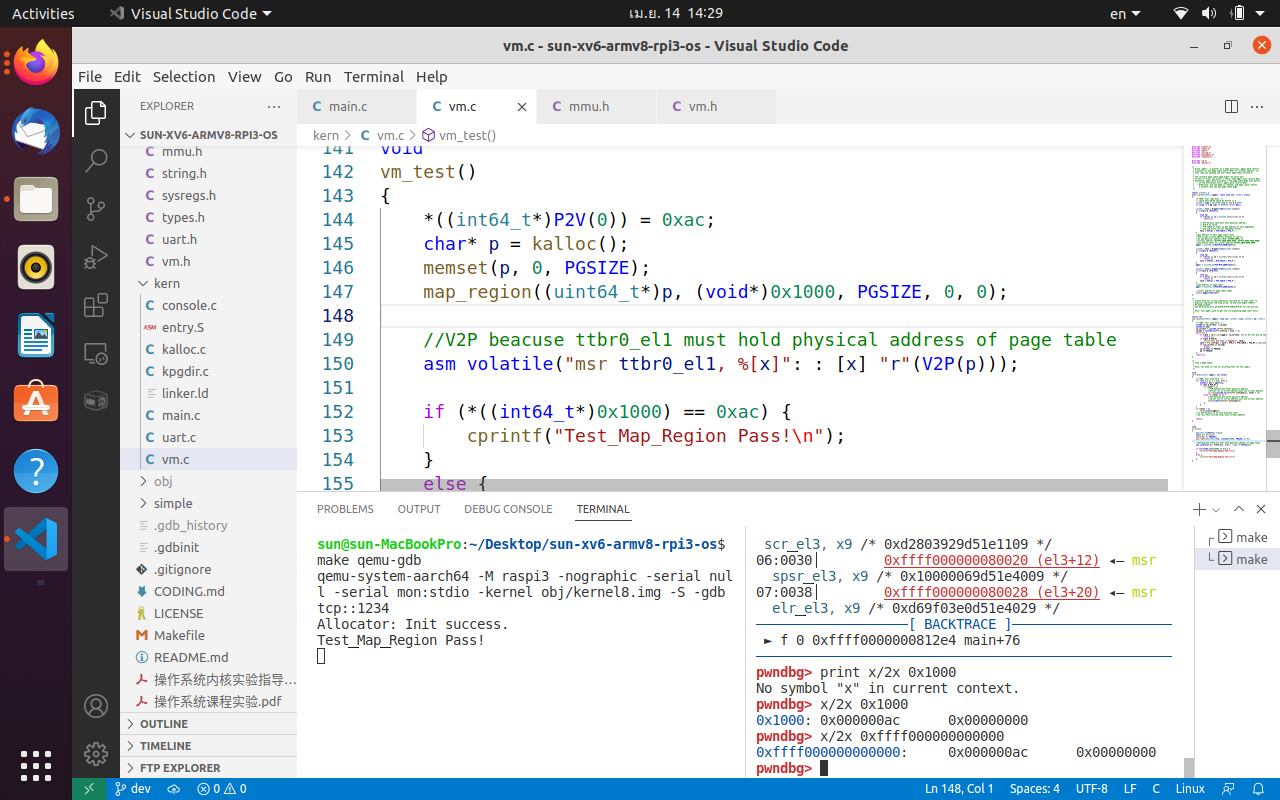 Activities Visual Studio Code เม.ย. 14 14:29 en
vm.c - sun-xv6-armv8-rpi3-os - Visual Studio Code
File Edit Selection View Go Run Terminal Help
EXPLORER
SUN-XV6-ARMV8-RPI3-OS
C mmu.h
C string.h
C sysregs.h
C types.h
C uart.h
C vm.h
kern
C console.c
ASM entry.S
C kalloc.c
C kpgdir.c
linker.ld
C main.c
C uart.c
C vm.c
obj
simple
.gdb_history
.gdbinit
.gitignore
CODING.md
LICENSE
M Makefile
README.md
操作系统内核实验指导...
操作系统课程实验.pdf
OUTLINE
TIMELINE
FTP EXPLORER
C main.c C vm.c C mmu.h C vm.h
kern > C vm.c > vm_test()
141 void
142 vm_test()
143 {
144 *((int64_t*)P2V(0)) = 0xac;
145 char* p = kalloc();
146 memset(p, 0, PGSIZE);
147 map_region((uint64_t*)p, (void*)0x1000, PGSIZE, 0, 0);
148
149 //V2P beacuse ttbr0_el1 must hold physical address of page table
150 asm volatile("msr ttbr0_el1, %[x]": : [x] "r"(V2P(p)));
151
152 if (*((int64_t*)0x1000) == 0xac) {
153 cprintf("Test_Map_Region Pass!\n");
154 }
155 else {
PROBLEMS OUTPUT DEBUG CONSOLE TERMINAL
sun@sun-MacBookPro:~/Desktop/sun-xv6-armv8-rpi3-os$
make qemu-gdb
qemu-system-aarch64 -M raspi3 -nographic -serial nul
l -serial mon:stdio -kernel obj/kernel8.img -S -gdb
tcp::1234
Allocator: Init success.
Test_Map_Region Pass!
scr_el3, x9 /* 0xd2803929d51e1109 */
06:0030│ 0xffff000000080020 (el3+12) ◂— msr
spsr_el3, x9 /* 0x10000069d51e4009 */
07:0038│ 0xffff000000080028 (el3+20) ◂— msr
elr_el3, x9 /* 0xd69f03e0d51e4029 */
[ BACKTRACE ]
► f 0 0xffff0000000812e4 main+76
pwndbg> print x/2x 0x1000
No symbol "x" in current context.
pwndbg> x/2x 0x1000
0x1000: 0x000000ac 0x00000000
pwndbg> x/2x 0xffff000000000000
0xffff000000000000: 0x000000ac 0x00000000
pwndbg>
make
make
dev 0 0 Ln 148, Col 1 Spaces: 4 UTF-8 LF C Linux